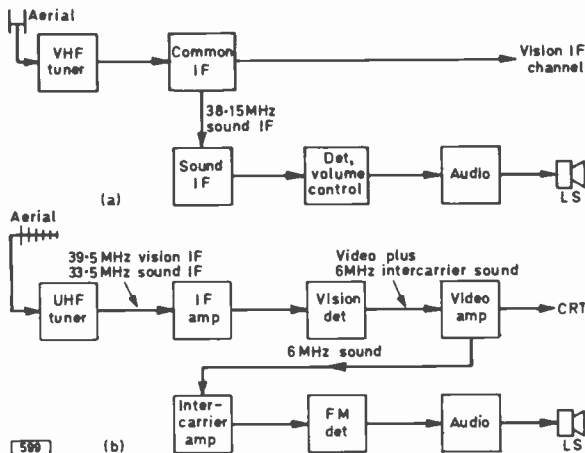 Aerial
VHF
tuner
Common
IF
Vision IF
channel
38·15MHz
sound IF
Sound
IF
Det,
volume
control
Audio
LS
(a)
Aerial
39·5 MHz vision IF
33·5 MHz sound IF
Video plus
6MHz intercarrier sound
UHF
tuner
IF
amp
Vision
det
Video
amp
CRT
6MHz sound
Inter-
carrier
amp
FM
det
Audio
LS
599
(b)